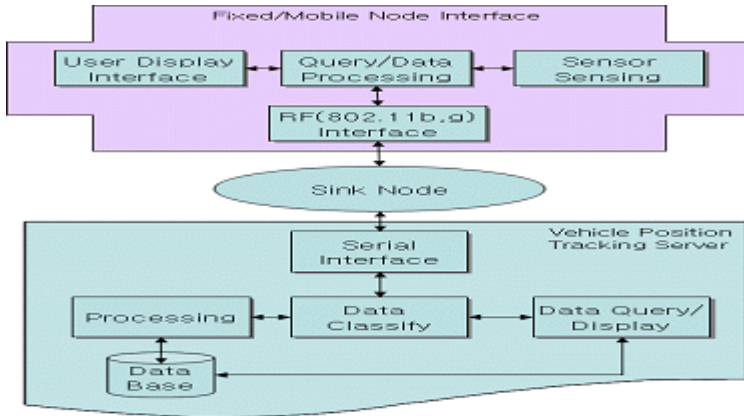 Fixed/Mobile Node Interface
User Display
Interface
Query/Data
Processing
Sensor
Sensing
RF(802.11b,g)
Interface
Sink Node
Vehicle Position
Tracking Server
Serial
Interface
Processing
Data
Classify
Data Query/
Display
Data
Base